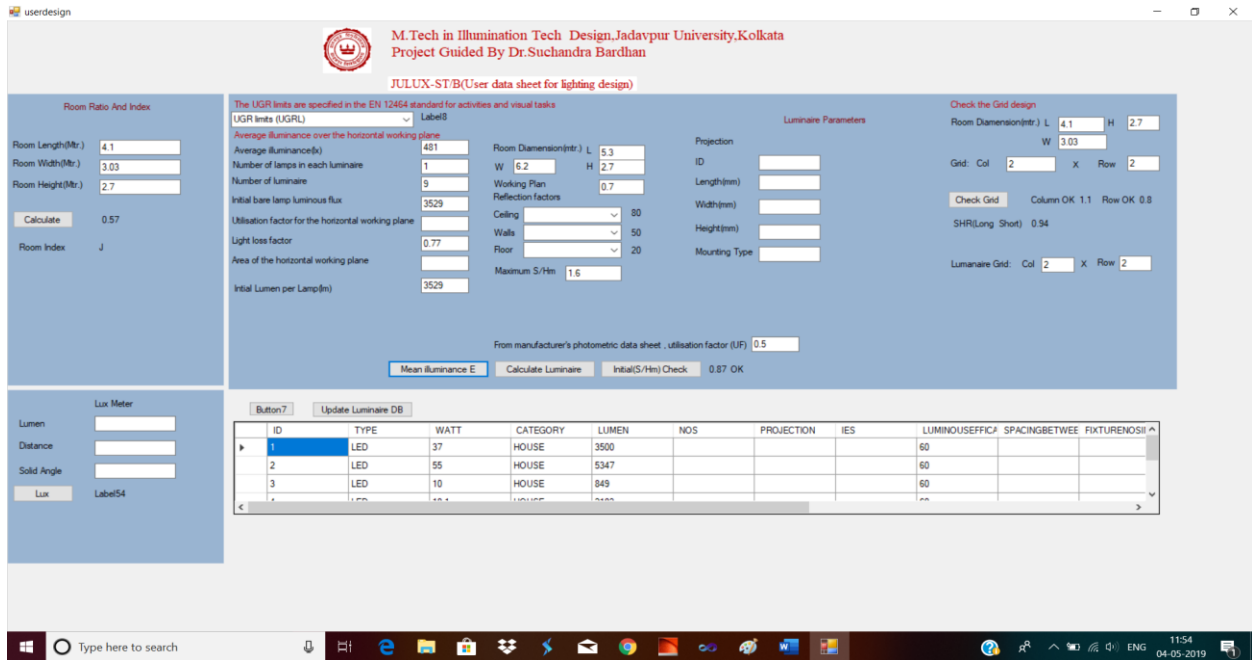 userdesign
M.Tech in Illumination Tech Design,Jadavpur University,Kolkata
Project Guided By Dr.Suchandra Bardhan
JULUX-ST/B(User data sheet for lighting design)
Room Ratio And Index
Room Length(Mtr.) 4.1
Room Width(Mtr.) 3.03
Room Height(Mtr.) 2.7
Calculate 0.57
Room Index J
The UGR limits are specified in the EN 12464 standard for activities and visual tasks
UGR limits (UGRL) Label8
Average illuminance over the horizontal working plane
Average illuminance(lx) 481
Number of lamps in each luminaire 1
Number of luminaire 9
Initial bare lamp luminous flux 3529
Utilisation factor for the horizontal working plane
Light loss factor 0.77
Area of the horizontal working plane
Intial Lumen per Lamp(lm) 3529
Room Diamension(mtr.) L 5.3
W 6.2 H 2.7
Working Plan 0.7
Reflection factors
Ceiling 80
Walls 50
Floor 20
Maximum S/Hm 1.6
Luminaire Parameters
Projection
ID
Length(mm)
Width(mm)
Height(mm)
Mounting Type
From manufacturer's photometric data sheet , utilisation factor (UF) 0.5
Mean illuminance E Calculate Luminaire Initial(S/Hm) Check 0.87 OK
Check the Grid design
Room Diamension(mtr.) L 4.1 H 2.7
W 3.03
Grid: Col 2 X Row 2
Check Grid Column OK 1.1 Row OK 0.8
SHR(Long Short) 0.94
Lumanaire Grid: Col 2 X Row 2
Lux Meter
Lumen
Distance
Solid Angle
Lux Label54
Button7 Update Luminaire DB
ID TYPE WATT CATEGORY LUMEN NOS PROJECTION IES LUMINOUSEFFICA SPACINGBETWEE FIXTURENOSII
1 LED 37 HOUSE 3500 60
2 LED 55 HOUSE 5347 60
3 LED 10 HOUSE 849 60
Type here to search
ENG
11:54
04-05-2019